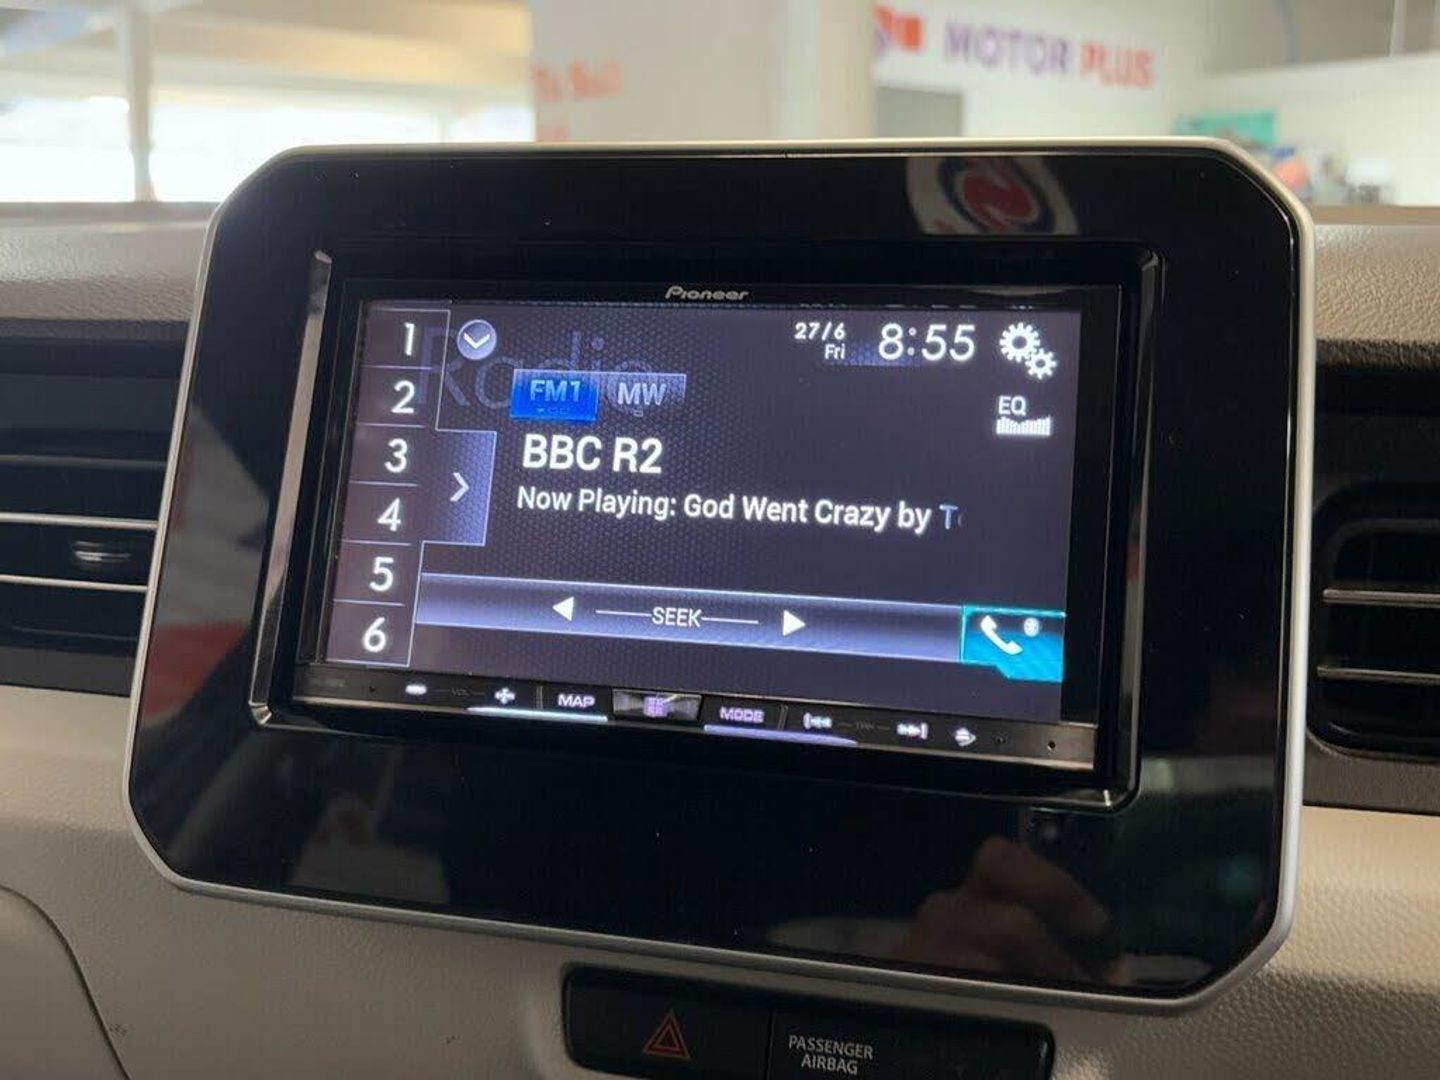 MOTOR PLUS
Pioneer
1
2
3
4
5
6
Radio
27/6
Fri
8:55
FM1
MW
EQ
BBC R2
Now Playing: God Went Crazy by
SEEK
VOL
MAP
MODE
PASSENGER
AIRBAG